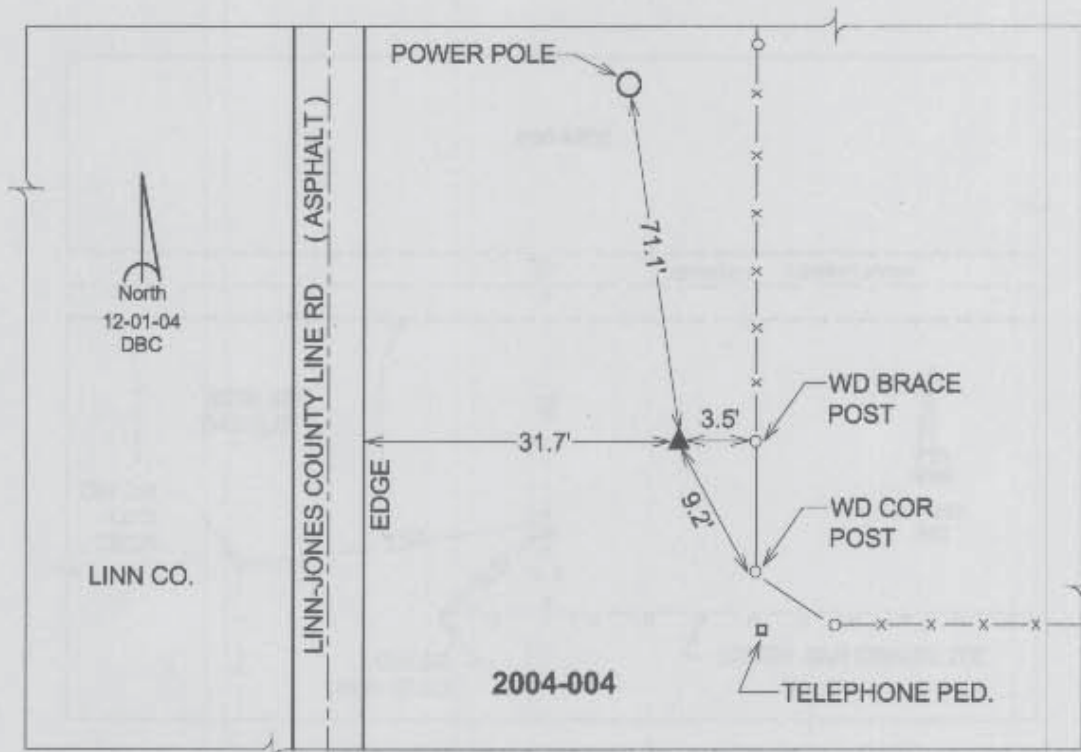 POWER POLE
LINN-JONES COUNTY LINE RD ( ASPHALT )
71.1'
North
12-01-04
DBC
WD BRACE
POST
3.5'
31.7'
EDGE
9.2'
WD COR
POST
LINN CO.
2004-004
TELEPHONE PED.